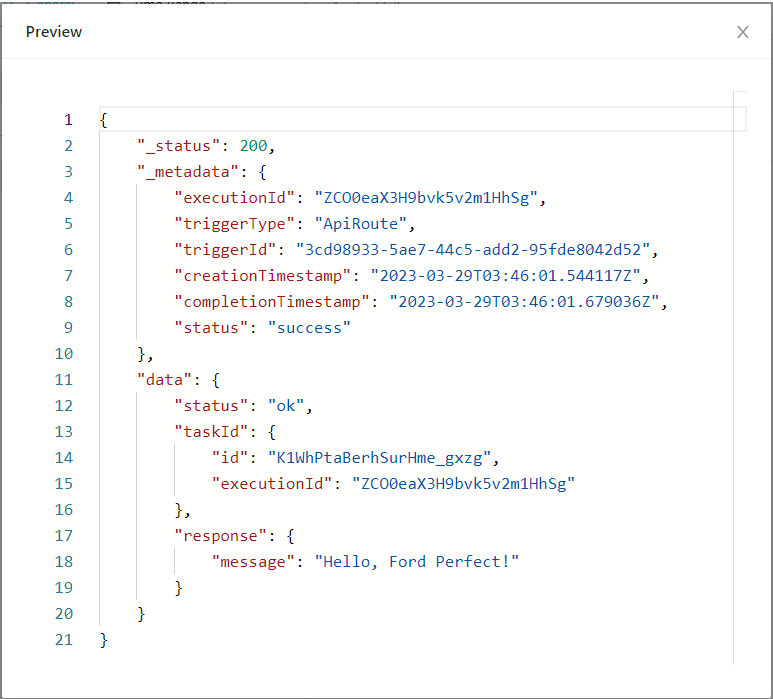 Preview
1 {
2 "_status": 200,
3 "_metadata": {
4 "executionId": "ZCO0eaX3H9bvk5v2m1HhSg",
5 "triggerType": "ApiRoute",
6 "triggerId": "3cd98933-5ae7-44c5-add2-95fde8042d52",
7 "creationTimestamp": "2023-03-29T03:46:01.544117Z",
8 "completionTimestamp": "2023-03-29T03:46:01.679036Z",
9 "status": "success"
10 },
11 "data": {
12 "status": "ok",
13 "taskId": {
14 "id": "K1WhPtaBerhSurHme_gxzg",
15 "executionId": "ZCO0eaX3H9bvk5v2m1HhSg"
16 },
17 "response": {
18 "message": "Hello, Ford Perfect!"
19 }
20 }
21 }